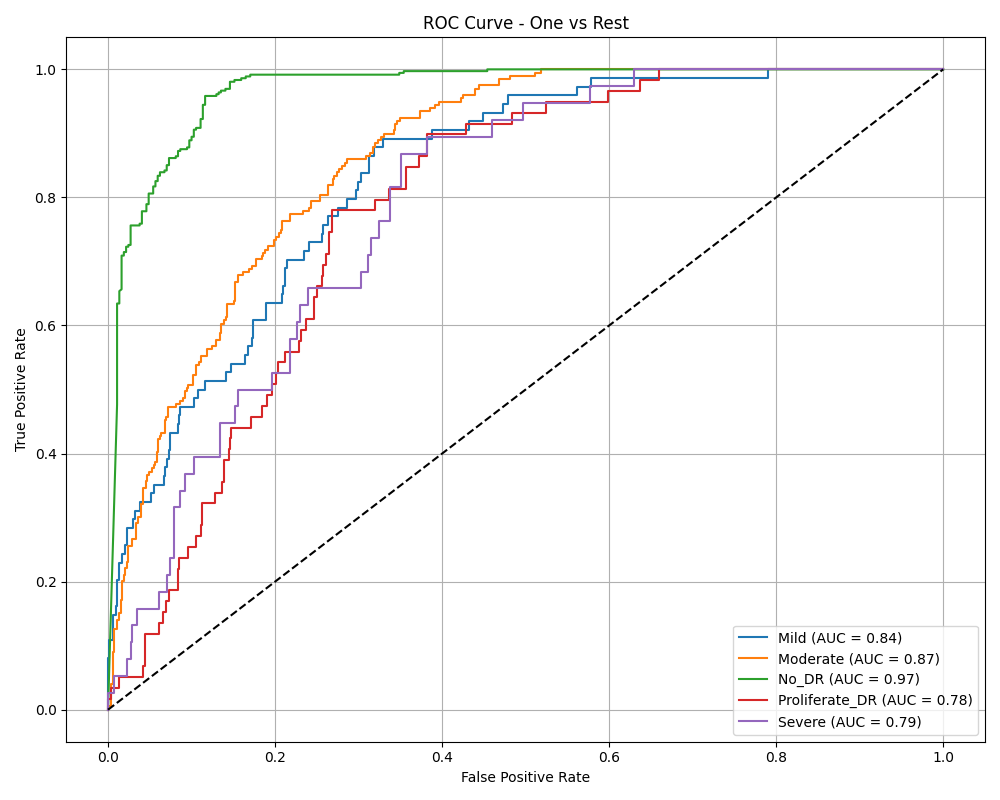 ROC Curve - One vs Rest
True Positive Rate
1.0
0.8
0.6
0.4
0.2
0.0
0.0 0.2 0.4 0.6 0.8 1.0
False Positive Rate
Mild (AUC = 0.84)
Moderate (AUC = 0.87)
No_DR (AUC = 0.97)
Proliferate_DR (AUC = 0.78)
Severe (AUC = 0.79)